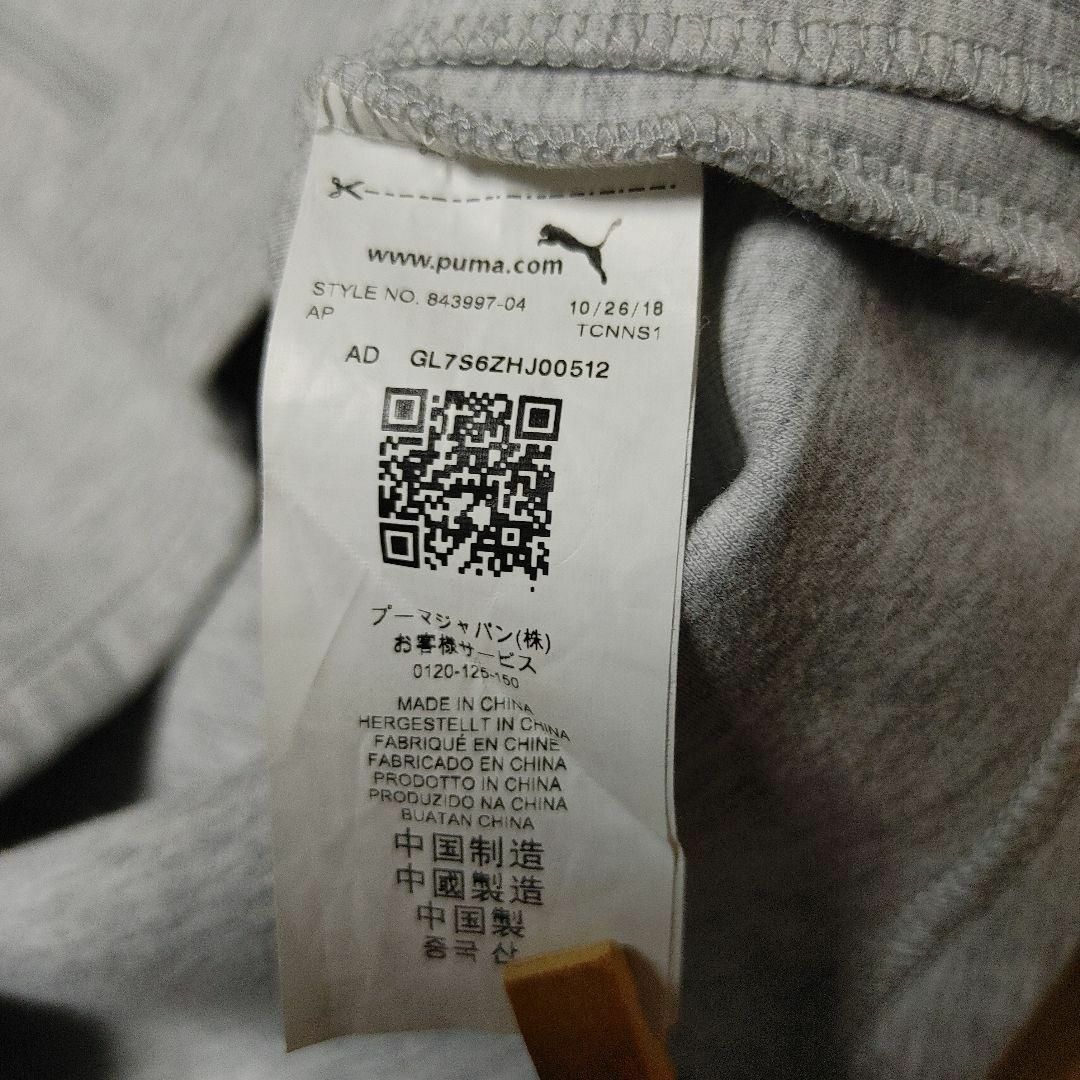 www.puma.com
STYLE NO. 843997-04 10/26/18
AP TCNNS1
AD GL7S6ZHJ00512
プーマジャパン(株)
お客様サービス
0120-125-150
MADE IN CHINA
HERGESTELLT IN CHINA
FABRIQUÉ EN CHINE
FABRICADO EN CHINA
PRODOTTO IN CHINA
PRODUZIDO NA CHINA
BUATAN CHINA
中国制造
中國製造
中国製
중국 산